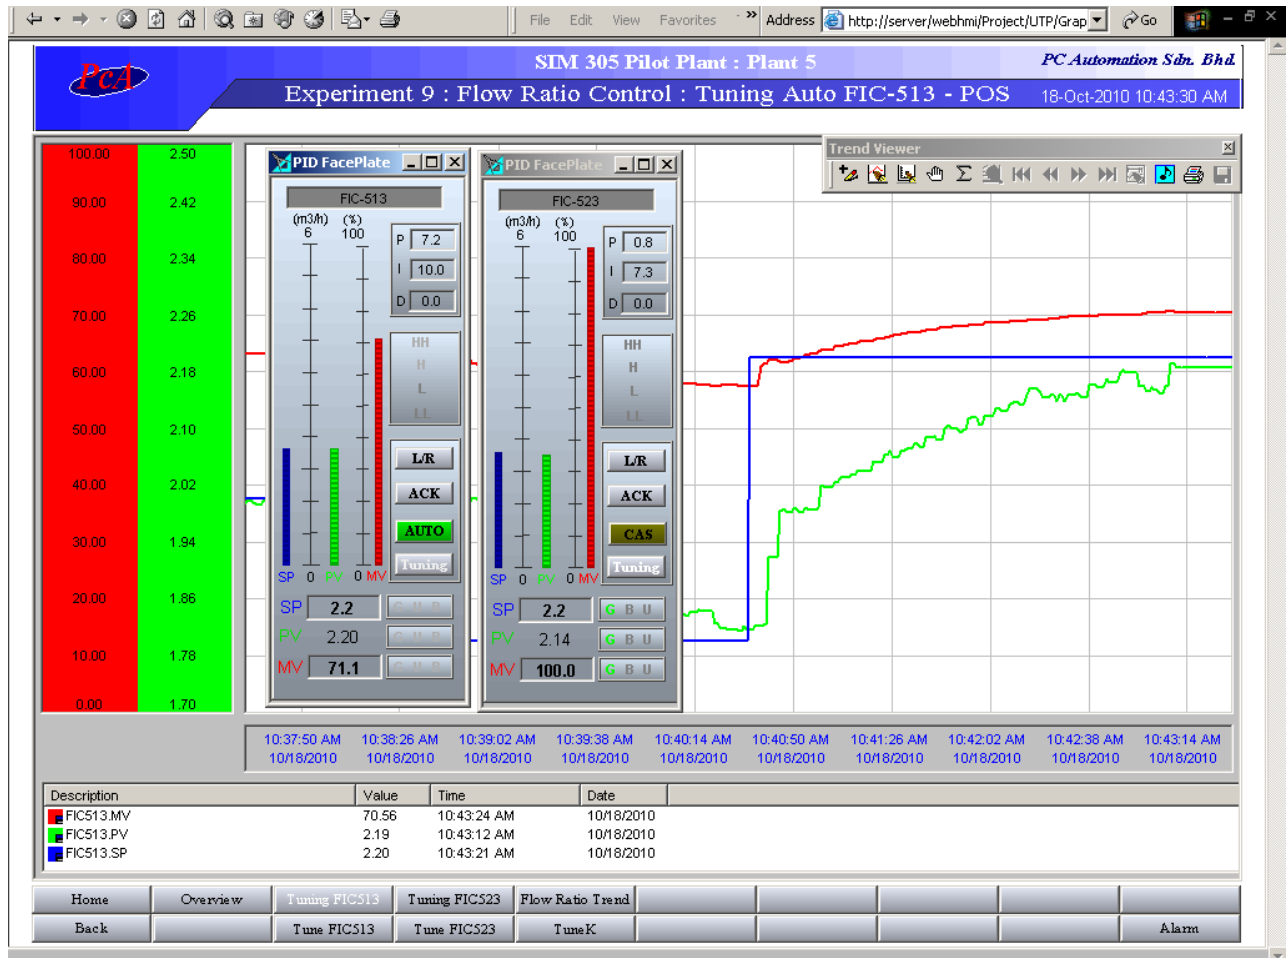 File Edit View Favorites » Address http://server/webhmi/Project/UTP/Grap Go
PcA
SIM 305 Pilot Plant : Plant 5
PC Automation Sdn. Bhd.
Experiment 9 : Flow Ratio Control : Tuning Auto FIC-513 - POS
18-Oct-2010 10:43:30 AM
Trend Viewer
100.00 2.50
90.00 2.42
80.00 2.34
70.00 2.26
60.00 2.18
50.00 2.10
40.00 2.02
30.00 1.94
20.00 1.86
10.00 1.78
0.00 1.70
PID FacePlate
FIC-513
(m3/h) (%)
6 100
P 7.2
I 10.0
D 0.0
HH
H
L
LL
L/R
ACK
AUTO
Tuning
SP 0 PV 0 MV
SP 2.2
PV 2.20
MV 71.1
PID FacePlate
FIC-523
(m3/h) (%)
6 100
P 0.8
I 7.3
D 0.0
HH
H
L
LL
L/R
ACK
CAS
Tuning
SP 0 PV 0 MV
SP 2.2 G B U
PV 2.14 G B U
MV 100.0 G B U
10:37:50 AM 10:38:26 AM 10:39:02 AM 10:39:38 AM 10:40:14 AM 10:40:50 AM 10:41:26 AM 10:42:02 AM 10:42:38 AM 10:43:14 AM
10/18/2010 10/18/2010 10/18/2010 10/18/2010 10/18/2010 10/18/2010 10/18/2010 10/18/2010 10/18/2010 10/18/2010
Description Value Time Date
FIC513.MV 70.56 10:43:24 AM 10/18/2010
FIC513.PV 2.19 10:43:12 AM 10/18/2010
FIC513.SP 2.20 10:43:21 AM 10/18/2010
Home Overview Tuning FIC513 Tuning FIC523 Flow Ratio Trend
Back Tune FIC513 Tune FIC523 TuneK Alarm